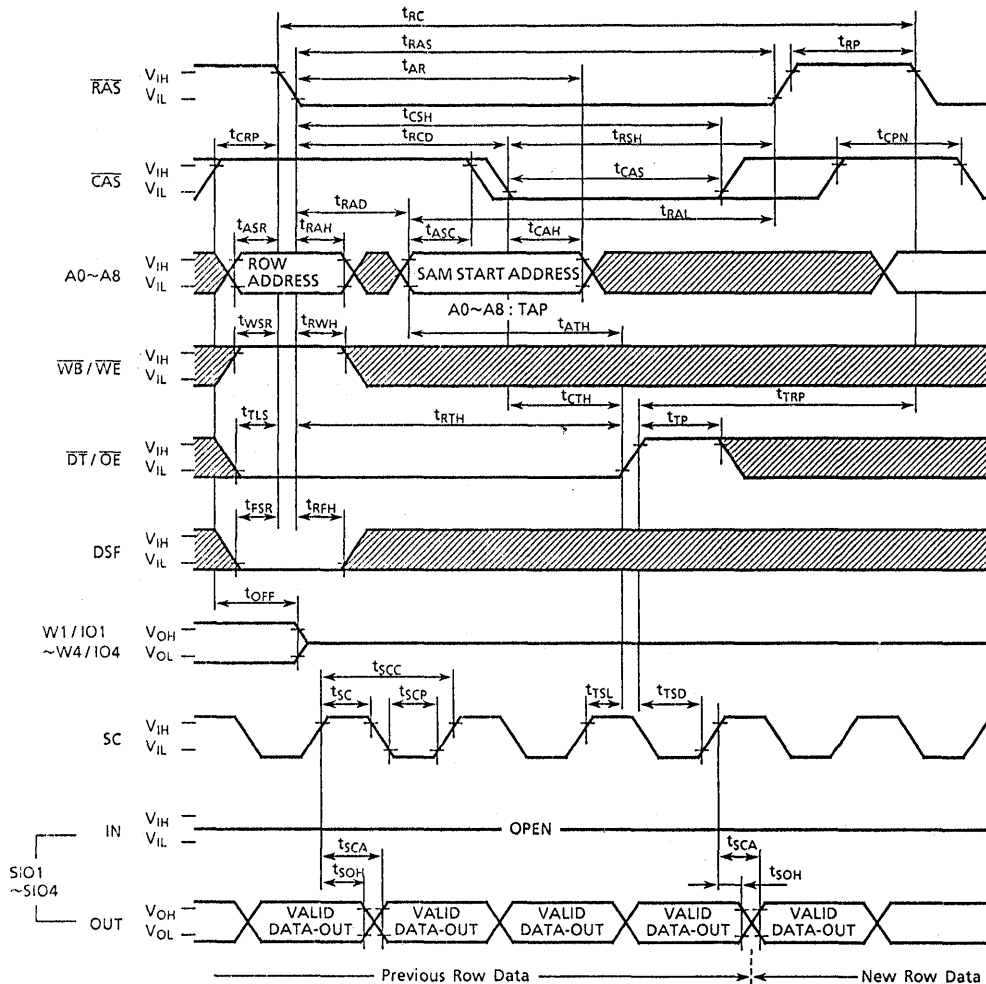 tRC
tRAS
tRP
tAR
RAS VIH
VIL
tCSH
tCRP tRCD tRSH tCPN
CAS VIH
VIL
tCAS
tRAD tRAL
tASR tRAH tASC tCAH
A0~A8 VIH
VIL
ROW
ADDRESS
SAM START ADDRESS
A0~A8 : TAP
tWSR tRWH tATH
WB / WE VIH
VIL
tCTH tTRP
tTLS tRTH tTP
DT / OE VIH
VIL
tFSR tRFH
DSF VIH
VIL
tOFF
W1 / IO1
~W4 / IO4
VOH
VOL
tSCC
tSC tSCP tTSL tTSD
SC VIH
VIL
IN VIH
VIL
OPEN
SIO1
~SIO4
tSCA tSCA
tSOH tSOH
OUT VOH
VOL
VALID
DATA-OUT
VALID
DATA-OUT
VALID
DATA-OUT
VALID
DATA-OUT
VALID
DATA-OUT
Previous Row Data
New Row Data